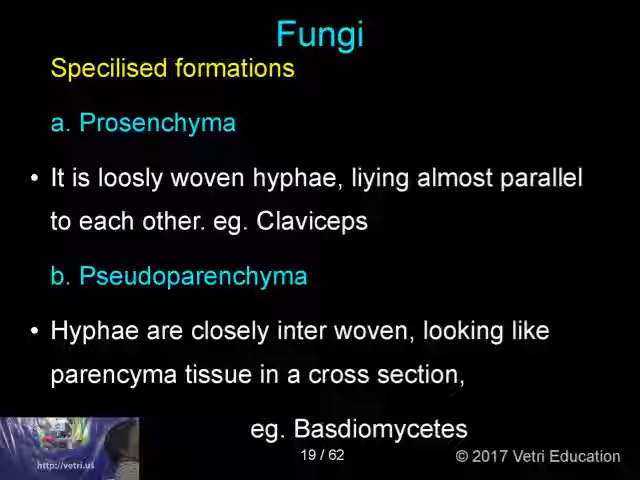 Fungi
Specilised formations
a. Prosenchyma
• It is loosly woven hyphae, liying almost parallel
to each other. eg. Claviceps
b. Pseudoparenchyma
• Hyphae are closely inter woven, looking like
parencyma tissue in a cross section,
eg. Basdiomycetes
http://vetri.us
19 / 62
© 2017 Vetri Education